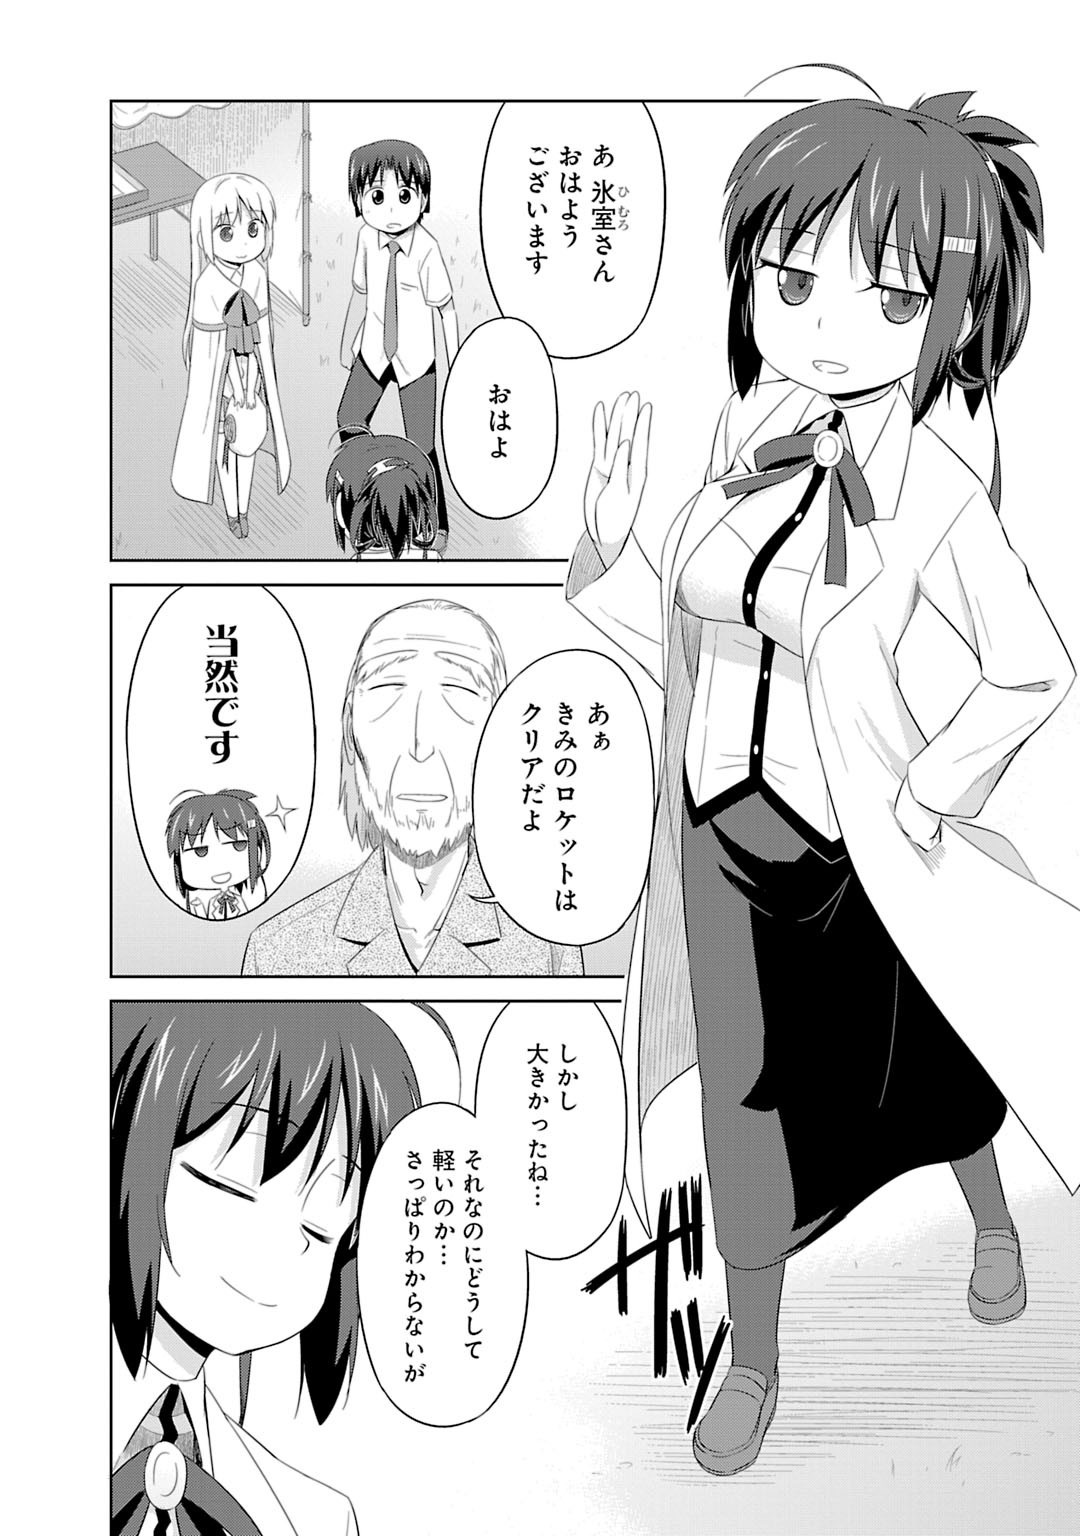 あ 氷室さん
ひむろ
おはよう
ございます
おはよ
ザッ
あぁ
きみのロケットは
クリアだよ
当然です
しかし
大きかったね…
それなのにどうして
軽いのか…
さっぱりわからないが